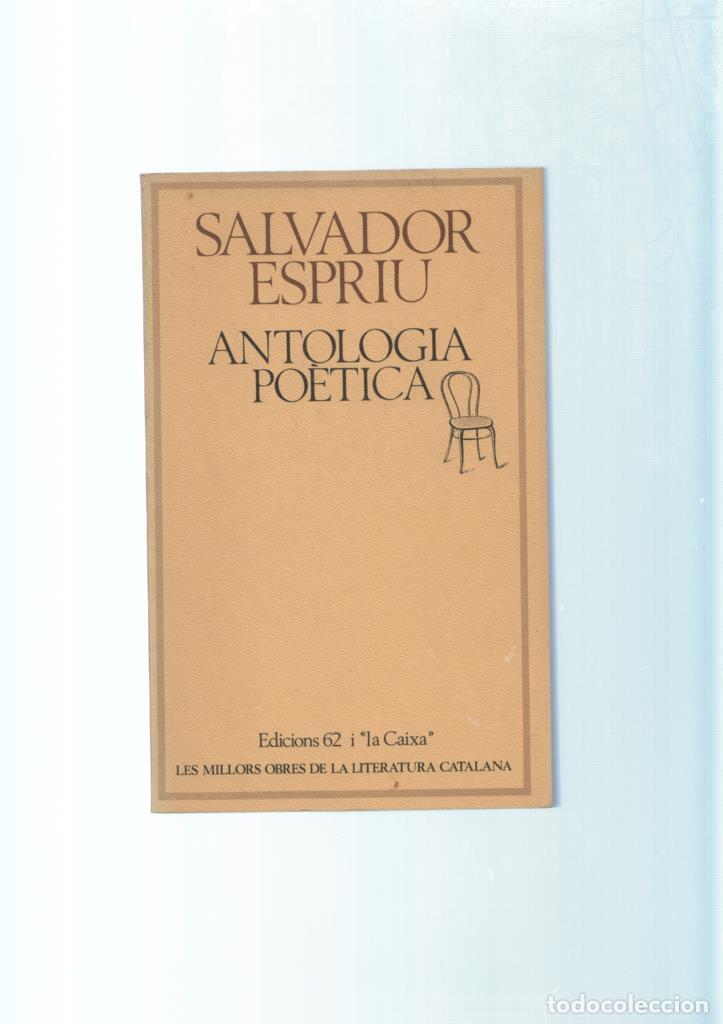 SALVADOR
ESPRIU
ANTOLOGIA
POÈTICA
Edicions 62 i "la Caixa"
LES MILLORS OBRES DE LA LITERATURA CATALANA
todocoleccion